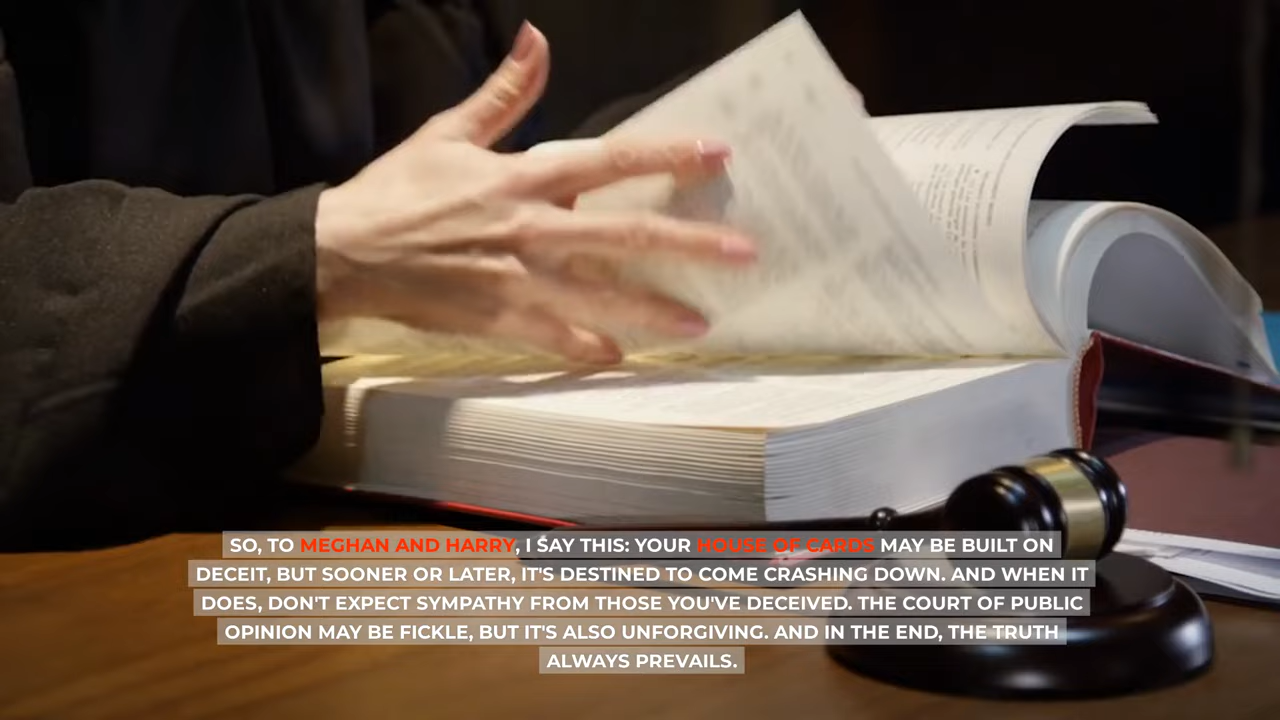 SO, TO MEGHAN AND HARRY, I SAY THIS: YOUR HOUSE OF CARDS MAY BE BUILT ON
DECEIT, BUT SOONER OR LATER, IT'S DESTINED TO COME CRASHING DOWN. AND WHEN IT
DOES, DON'T EXPECT SYMPATHY FROM THOSE YOU'VE DECEIVED. THE COURT OF PUBLIC
OPINION MAY BE FICKLE, BUT IT'S ALSO UNFORGIVING. AND IN THE END, THE TRUTH
ALWAYS PREVAILS.